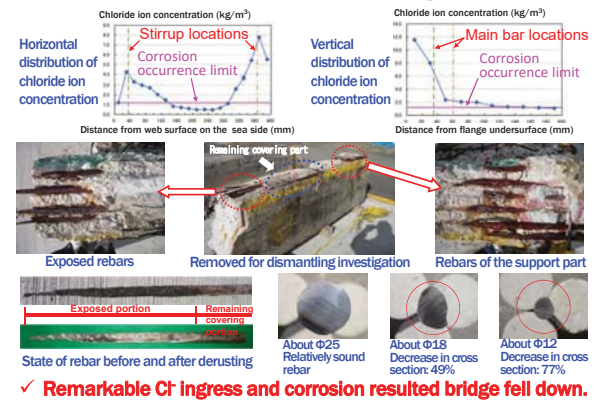 Chloride ion concentration (kg/m³)
Horizontal
distribution of
chloride ion
concentration
Stirrup locations
Corrosion
occurrence limit
Distance from web surface on the sea side (mm)
Chloride ion concentration (kg/m³)
Vertical
distribution of
chloride ion
concentration
Main bar locations
Corrosion
occurrence limit
Distance from flange undersurface (mm)
Remaining covering part
Exposed rebars
Removed for dismantling investigation
Rebars of the support part
Exposed portion
Remaining
covering
portion
State of rebar before and after derusting
About Φ25
Relatively sound
rebar
About Φ18
Decrease in cross
section: 49%
About Φ12
Decrease in cross
section: 77%
✓ Remarkable Cl⁻ ingress and corrosion resulted bridge fell down.